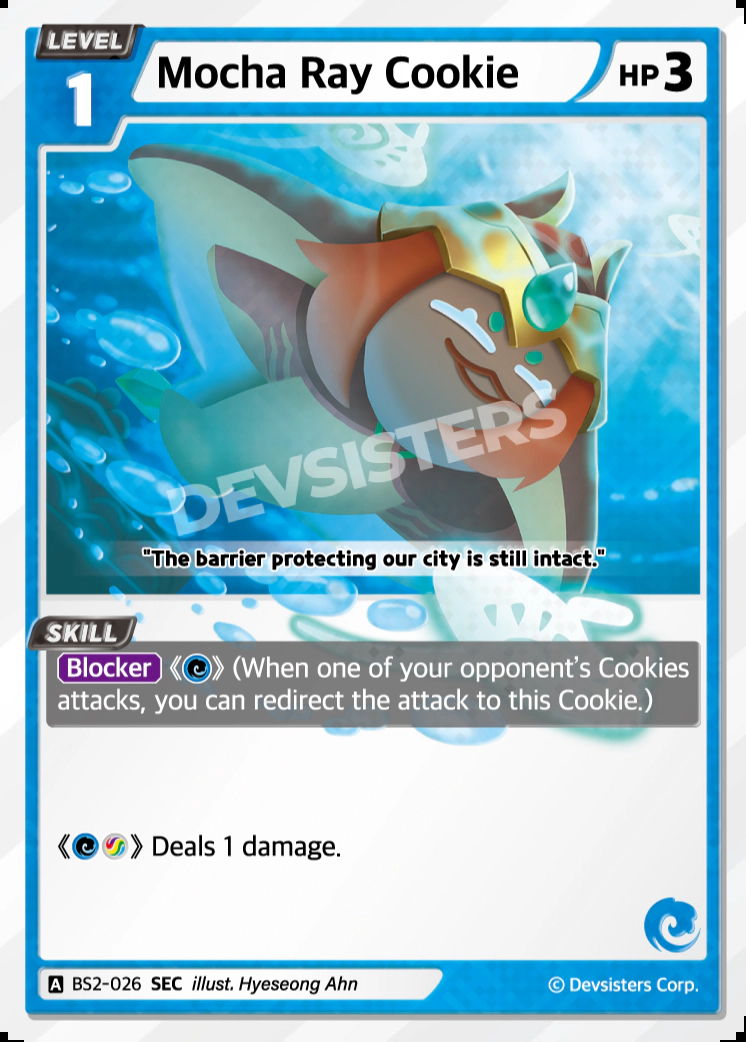 LEVEL
1
Mocha Ray Cookie
HP 3
DEVSISTERS
"The barrier protecting our city is still intact."
SKILL
Blocker 《》 (When one of your opponent's Cookies
attacks, you can redirect the attack to this Cookie.)
《》 Deals 1 damage.
A BS2-026 SEC illust. Hyeseong Ahn
© Devsisters Corp.